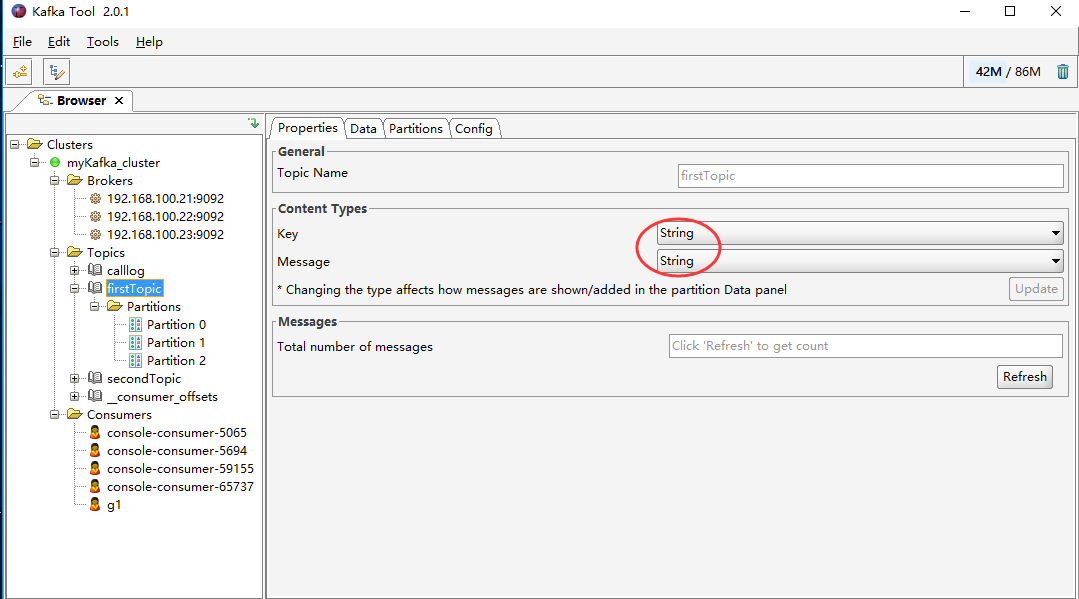 Kafka Tool 2.0.1
File Edit Tools Help
42M / 86M
Browser
Clusters
myKafka_cluster
Brokers
192.168.100.21:9092
192.168.100.22:9092
192.168.100.23:9092
Topics
calllog
firstTopic
Partitions
Partition 0
Partition 1
Partition 2
secondTopic
__consumer_offsets
Consumers
console-consumer-5065
console-consumer-5694
console-consumer-59155
console-consumer-65737
g1
Properties Data Partitions Config
General
Topic Name firstTopic
Content Types
Key String
Message String
* Changing the type affects how messages are shown/added in the partition Data panel Update
Messages
Total number of messages Click 'Refresh' to get count
Refresh